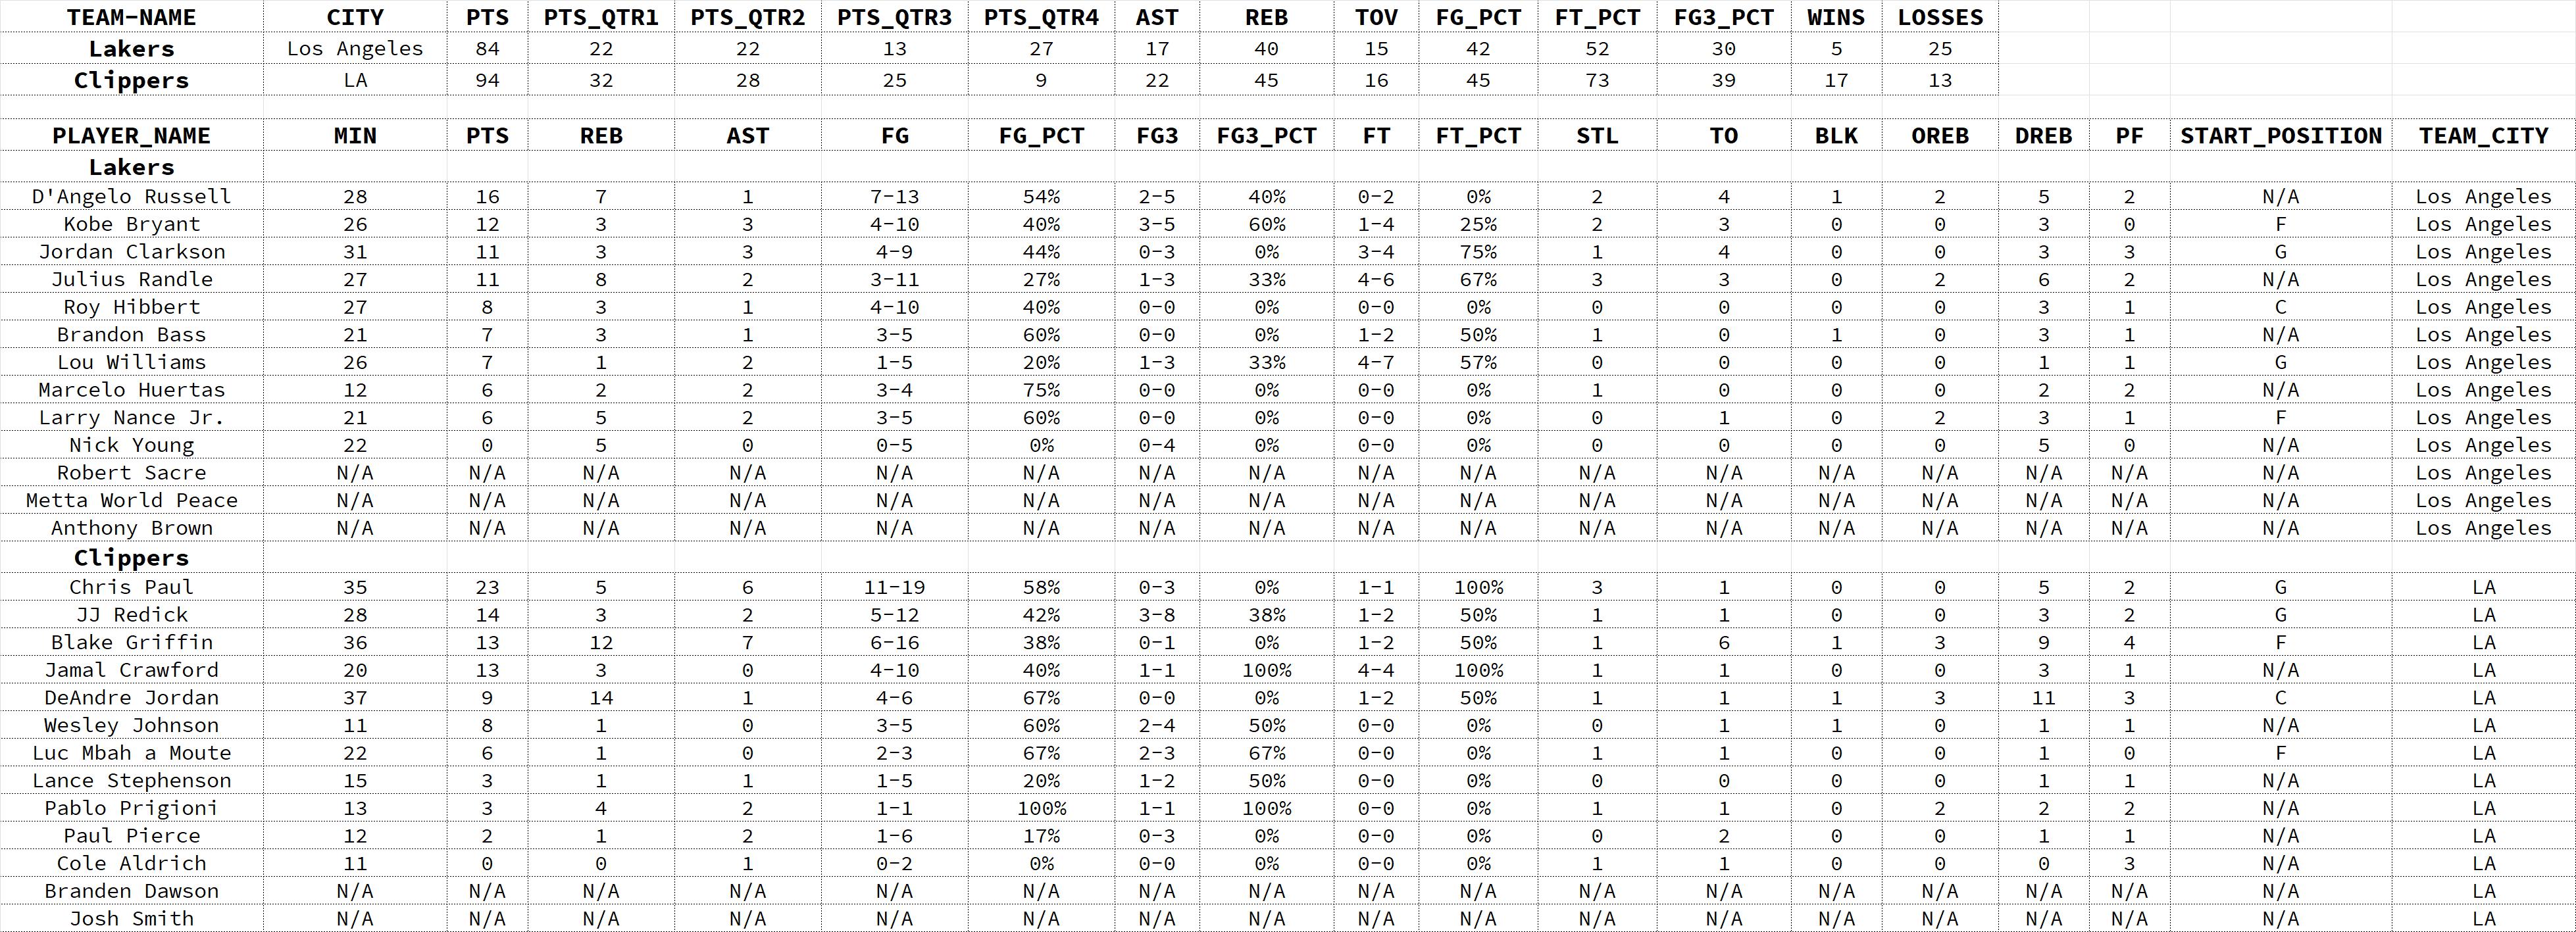 TEAM-NAME CITY PTS PTS_QTR1 PTS_QTR2 PTS_QTR3 PTS_QTR4 AST REB TOV FG_PCT FT_PCT FG3_PCT WINS LOSSES
Lakers Los Angeles 84 22 22 13 27 17 40 15 42 52 30 5 25
Clippers LA 94 32 28 25 9 22 45 16 45 73 39 17 13
PLAYER_NAME MIN PTS REB AST FG FG_PCT FG3 FG3_PCT FT FT_PCT STL TO BLK OREB DREB PF START_POSITION TEAM_CITY
Lakers
D'Angelo Russell 28 16 7 1 7-13 54% 2-5 40% 0-2 0% 2 4 1 2 5 2 N/A Los Angeles
Kobe Bryant 26 12 3 3 4-10 40% 3-5 60% 1-4 25% 2 3 0 0 3 0 F Los Angeles
Jordan Clarkson 31 11 3 3 4-9 44% 0-3 0% 3-4 75% 1 4 0 0 3 3 G Los Angeles
Julius Randle 27 11 8 2 3-11 27% 1-3 33% 4-6 67% 3 3 0 2 6 2 N/A Los Angeles
Roy Hibbert 27 8 3 1 4-10 40% 0-0 0% 0-0 0% 0 0 0 0 3 1 C Los Angeles
Brandon Bass 21 7 3 1 3-5 60% 0-0 0% 1-2 50% 1 0 1 0 3 1 N/A Los Angeles
Lou Williams 26 7 1 2 1-5 20% 1-3 33% 4-7 57% 0 0 0 0 1 1 G Los Angeles
Marcelo Huertas 12 6 2 2 3-4 75% 0-0 0% 0-0 0% 1 0 0 0 2 2 N/A Los Angeles
Larry Nance Jr. 21 6 5 2 3-5 60% 0-0 0% 0-0 0% 0 1 0 2 3 1 F Los Angeles
Nick Young 22 0 5 0 0-5 0% 0-4 0% 0-0 0% 0 0 0 0 5 0 N/A Los Angeles
Robert Sacre N/A N/A N/A N/A N/A N/A N/A N/A N/A N/A N/A N/A N/A N/A N/A N/A N/A Los Angeles
Metta World Peace N/A N/A N/A N/A N/A N/A N/A N/A N/A N/A N/A N/A N/A N/A N/A N/A N/A Los Angeles
Anthony Brown N/A N/A N/A N/A N/A N/A N/A N/A N/A N/A N/A N/A N/A N/A N/A N/A N/A Los Angeles
Clippers
Chris Paul 35 23 5 6 11-19 58% 0-3 0% 1-1 100% 3 1 0 0 5 2 G LA
JJ Redick 28 14 3 2 5-12 42% 3-8 38% 1-2 50% 1 1 0 0 3 2 G LA
Blake Griffin 36 13 12 7 6-16 38% 0-1 0% 1-2 50% 1 6 1 3 9 4 F LA
Jamal Crawford 20 13 3 0 4-10 40% 1-1 100% 4-4 100% 1 1 0 0 3 1 N/A LA
DeAndre Jordan 37 9 14 1 4-6 67% 0-0 0% 1-2 50% 1 1 1 3 11 3 C LA
Wesley Johnson 11 8 1 0 3-5 60% 2-4 50% 0-0 0% 0 1 1 0 1 1 N/A LA
Luc Mbah a Moute 22 6 1 0 2-3 67% 2-3 67% 0-0 0% 1 1 0 0 1 0 F LA
Lance Stephenson 15 3 1 1 1-5 20% 1-2 50% 0-0 0% 0 0 0 0 1 1 N/A LA
Pablo Prigioni 13 3 4 2 1-1 100% 1-1 100% 0-0 0% 1 1 0 2 2 2 N/A LA
Paul Pierce 12 2 1 2 1-6 17% 0-3 0% 0-0 0% 0 2 0 0 1 1 N/A LA
Cole Aldrich 11 0 0 1 0-2 0% 0-0 0% 0-0 0% 1 1 0 0 0 3 N/A LA
Branden Dawson N/A N/A N/A N/A N/A N/A N/A N/A N/A N/A N/A N/A N/A N/A N/A N/A N/A LA
Josh Smith N/A N/A N/A N/A N/A N/A N/A N/A N/A N/A N/A N/A N/A N/A N/A N/A N/A LA